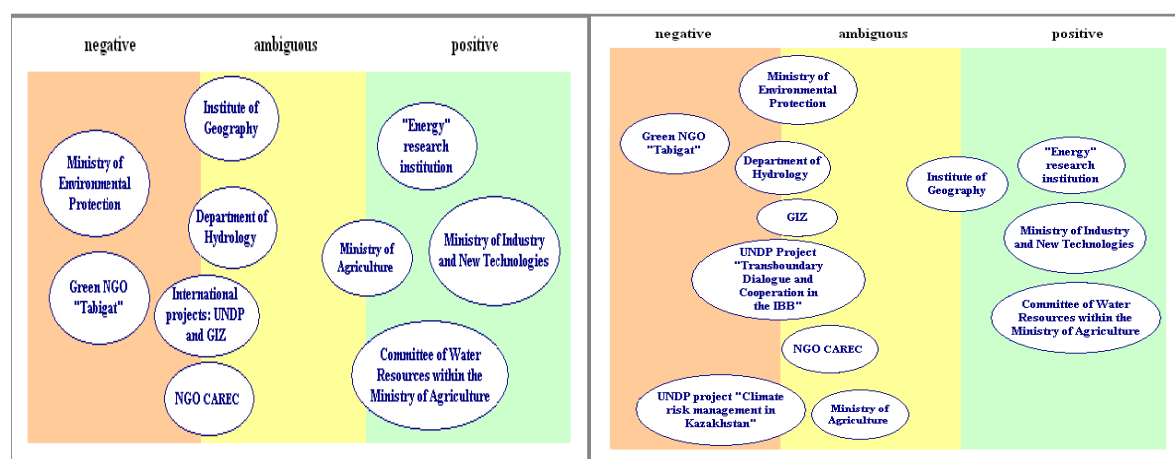 negative ambiguous positive
Institute of
Geography
"Energy"
research
institution
Ministry of
Environmental
Protection
Department of
Hydrology
Ministry of
Agriculture
Ministry of Industry
and New Technologies
Green NGO
"Tabigat"
International
projects: UNDP
and GIZ
Committee of Water
Resources within the
Ministry of Agriculture
NGO CAREC
negative ambiguous positive
Ministry of
Environmental
Protection
Green NGO
"Tabigat"
Department of
Hydrology
"Energy"
research
institution
Institute of
Geography
GIZ
Ministry of Industry
and New Technologies
UNDP Project
"Transboundary
Dialogue and
Cooperation in
the IBB"
Committee of Water
Resources within the
Ministry of Agriculture
NGO CAREC
UNDP project "Climate
risk management in
Kazakhstan"
Ministry of
Agriculture